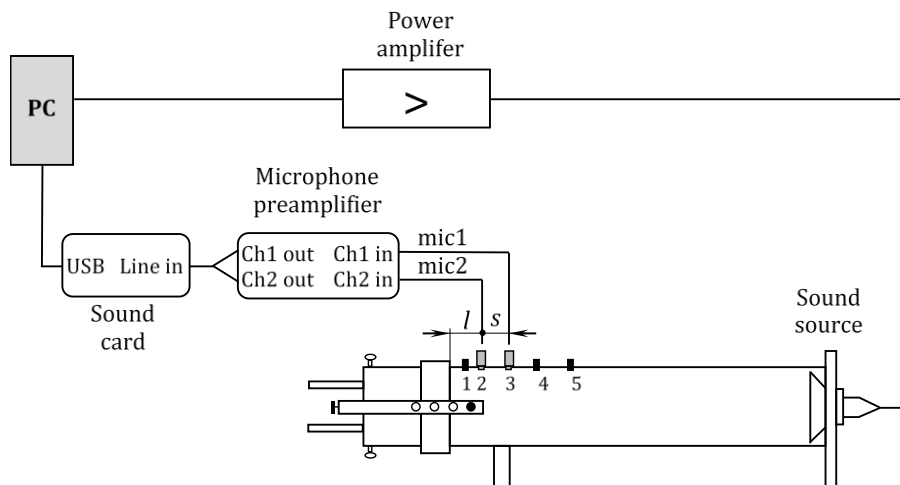 Power
amplifer
PC
>
Microphone
preamplifier
mic1
Ch1 out Ch1 in
mic2
USB Line in
Ch2 out Ch2 in
Sound
card
l s
Sound
source
1 2 3 4 5